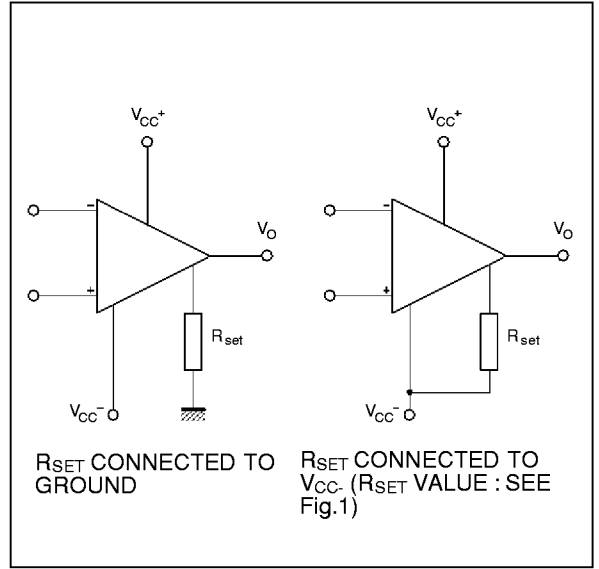 VCC+
−
+
VO
Rset
VCC−
RSET CONNECTED TO
GROUND
VCC+
−
+
VO
Rset
VCC−
RSET CONNECTED TO
VCC- (RSET VALUE : SEE
Fig.1)